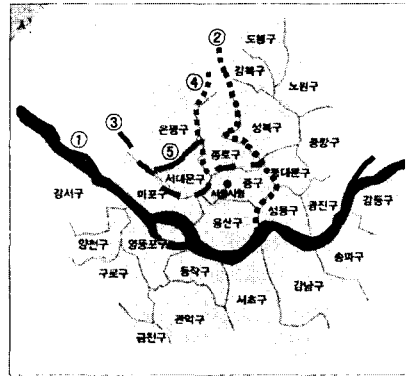 ②
도봉구
④
강북구
노원구
③
은평구
성북구
중랑구
①
⑤
종로구
동대문구
서대문구
강서구
마포구
중구
성동구
광진구
강동구
용산구
양천구
영등포구
송파구
구로구
동작구
강남구
서초구
관악구
금천구